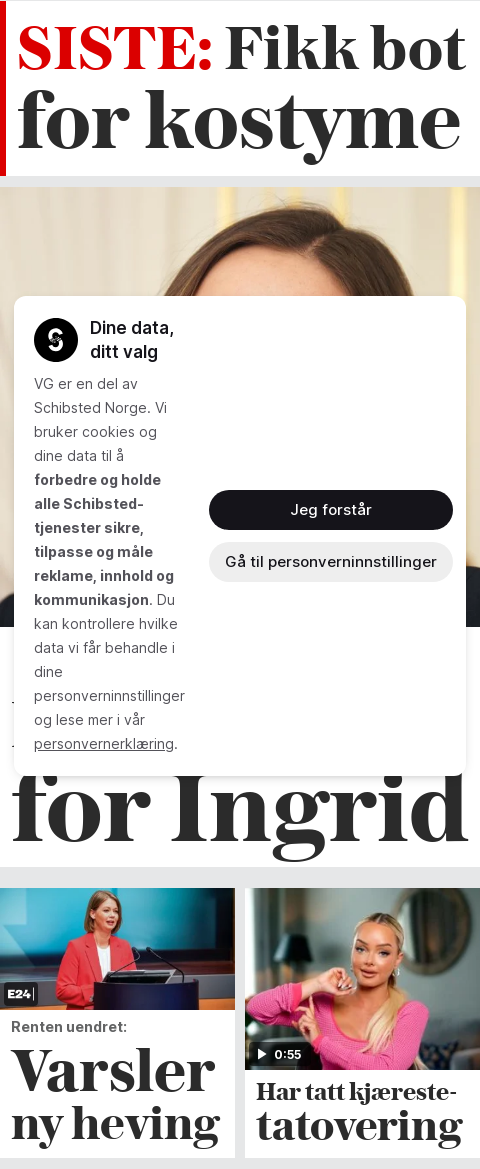 SISTE: Fikk bot
for kostyme
Dine data,
ditt valg
VG er en del av
Schibsted Norge. Vi
bruker cookies og
dine data til å
forbedre og holde
alle Schibsted-
tjenester sikre,
tilpasse og måle
reklame, innhold og
kommunikasjon. Du
kan kontrollere hvilke
data vi får behandle i
dine
personverninnstillinger
og lese mer i vår
personvernerklæring.
Jeg forstår
Gå til personverninnstillinger
for Ingrid
E24
Renten uendret:
Varsler
ny heving
0:55
Har tatt kjæreste-
tatovering